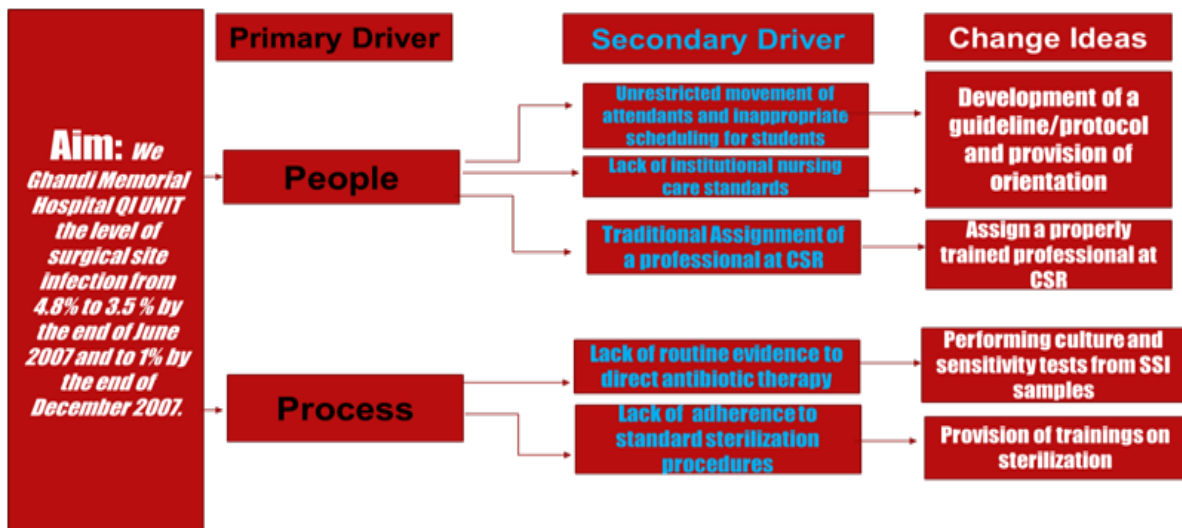 Primary Driver
Secondary Driver
Change Ideas
Aim: We
Ghandi Memorial
Hospital QI UNIT
the level of
surgical site
infection from
4.8% to 3.5 % by
the end of June
2007 and to 1% by
the end of
December 2007.
People
Unrestricted movement of
attendants and inappropriate
scheduling for students
Lack of institutional nursing
care standards
Traditional Assignment of
a professional at CSR
Development of a
guideline/protocol
and provision of
orientation
Assign a properly
trained professional at
CSR
Process
Lack of routine evidence to
direct antibiotic therapy
Lack of adherence to
standard sterilization
procedures
Performing culture and
sensitivity tests from SSI
samples
Provision of trainings on
sterilization